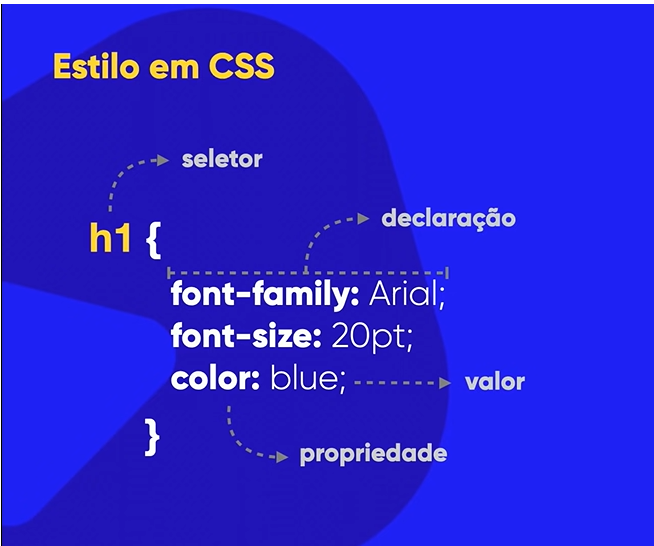 Estilo em CSS
seletor
h1 {
declaração
font-family: Arial;
font-size: 20pt;
color: blue;
valor
}
propriedade